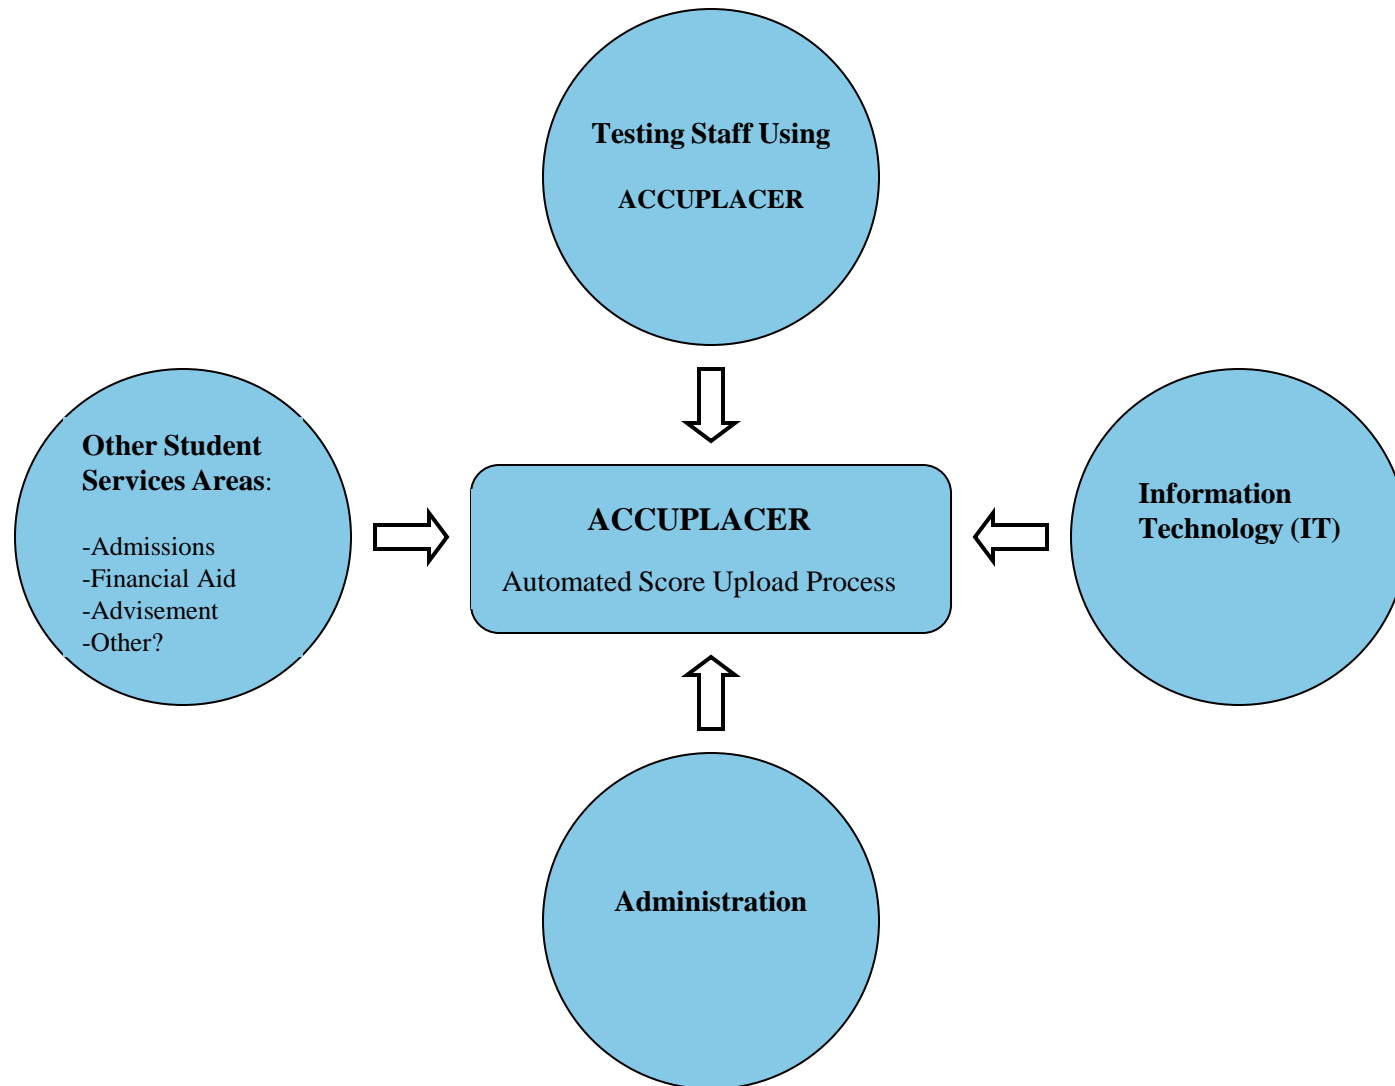 Testing Staff Using
ACCUPLACER
Other Student
Services Areas:
-Admissions
-Financial Aid
-Advisement
-Other?
ACCUPLACER
Automated Score Upload Process
Information
Technology (IT)
Administration